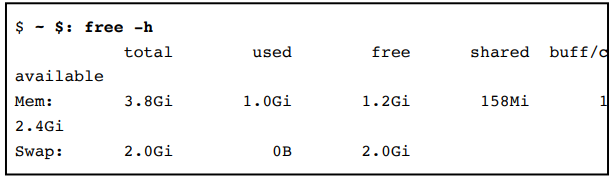 $ ~ $: free -h
total used free shared buff/c
available
Mem: 3.8Gi 1.0Gi 1.2Gi 158Mi 1
2.4Gi
Swap: 2.0Gi 0B 2.0Gi